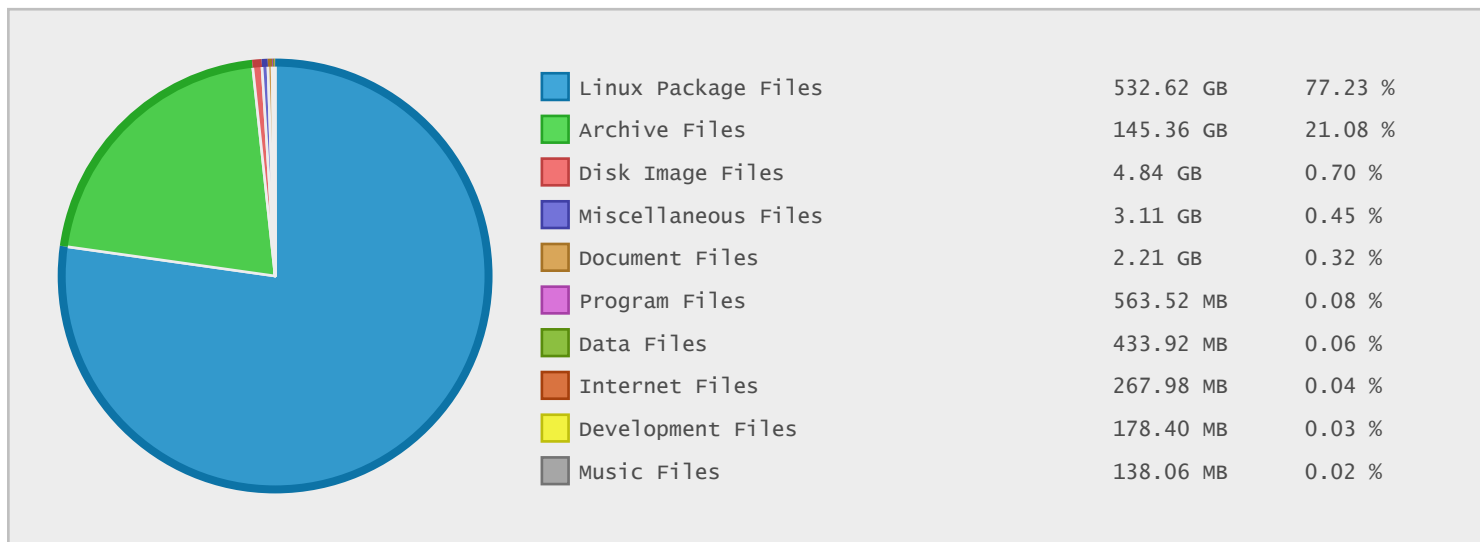 Linux Package Files 532.62 GB 77.23 %
Archive Files 145.36 GB 21.08 %
Disk Image Files 4.84 GB 0.70 %
Miscellaneous Files 3.11 GB 0.45 %
Document Files 2.21 GB 0.32 %
Program Files 563.52 MB 0.08 %
Data Files 433.92 MB 0.06 %
Internet Files 267.98 MB 0.04 %
Development Files 178.40 MB 0.03 %
Music Files 138.06 MB 0.02 %